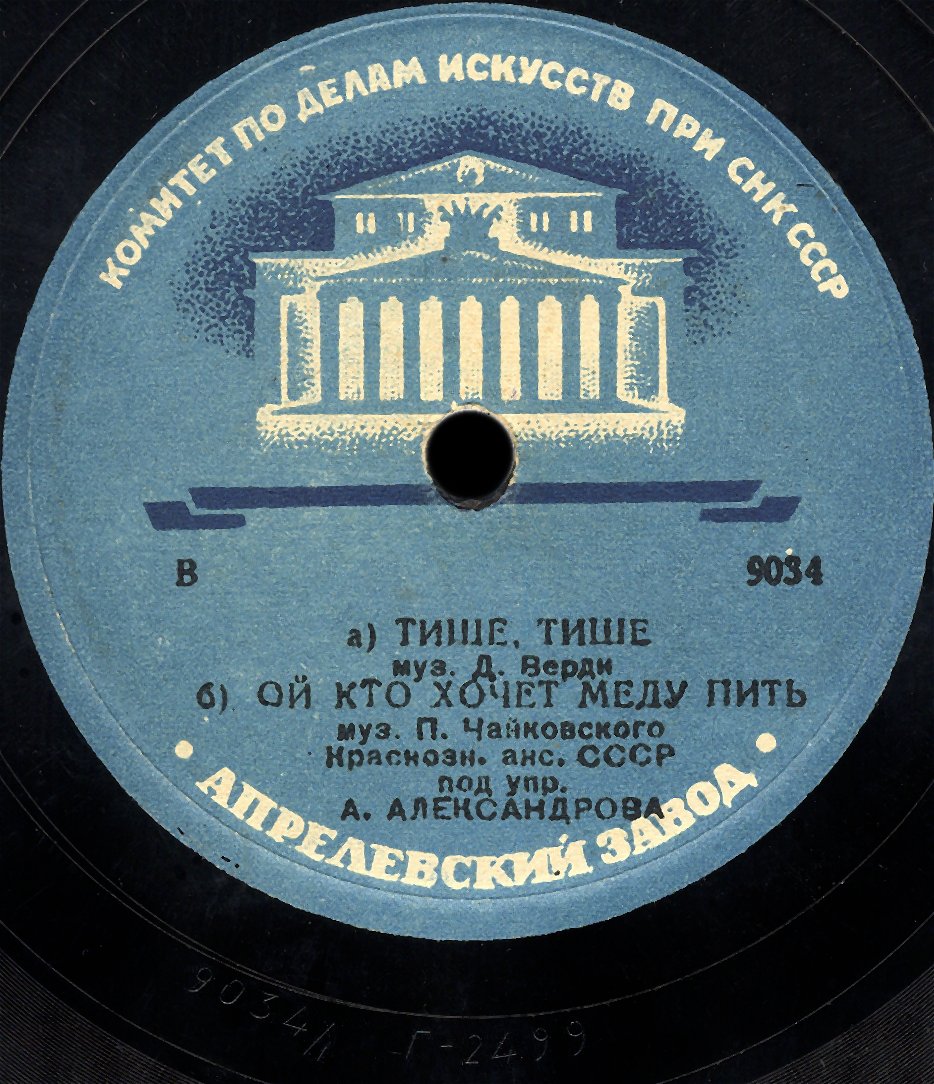 КОМИТЕТ ПО ДЕЛАМ ИСКУССТВ ПРИ СНК СССР
В 9034
а) ТИШЕ, ТИШЕ
муз. Д. Верди
б) ОЙ КТО ХОЧЕТ МЕДУ ПИТЬ
муз. П. Чайковского
Краснозн. анс. СССР
под упр.
А. АЛЕКСАНДРОВА
• АПРЕЛЕВСКИЙ ЗАВОД •
9034/1 Г-2499